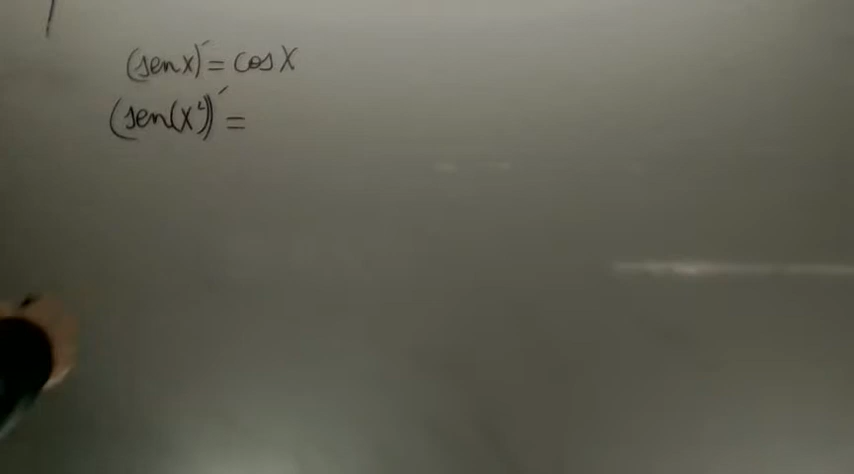 (sen x)´ = cos x
(sen(x²))´ =